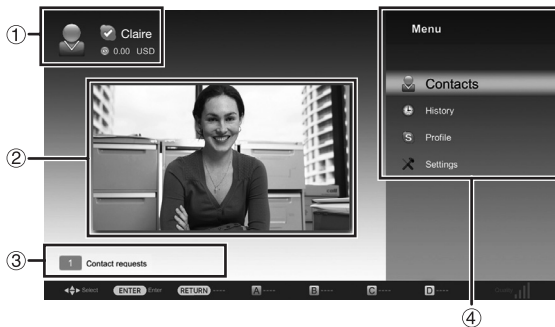 ①
Claire
0.00 USD
②
③
1 Contact requests
Menu
Contacts
History
Profile
Settings
Select ENTER Enter RETURN ---- A ---- B ---- C ---- D ---- Quality
④